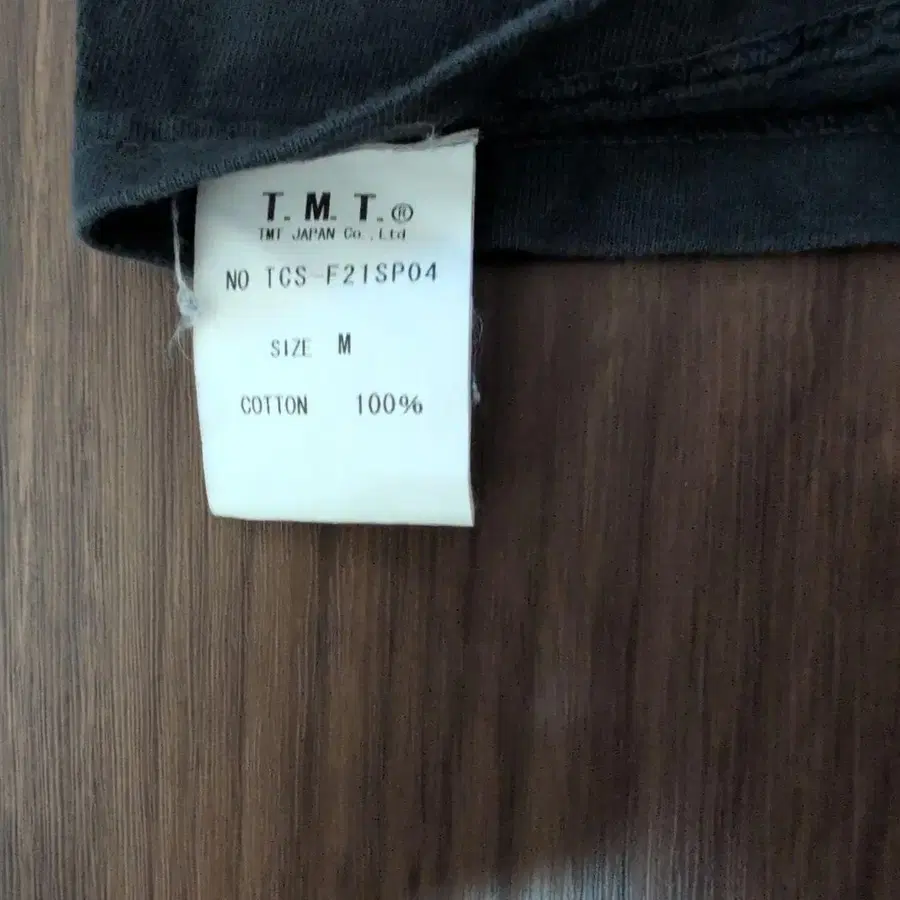 T. M. T.®
TMT JAPAN Co.,Ltd
NO TCS-F21SP04
SIZE M
COTTON 100%